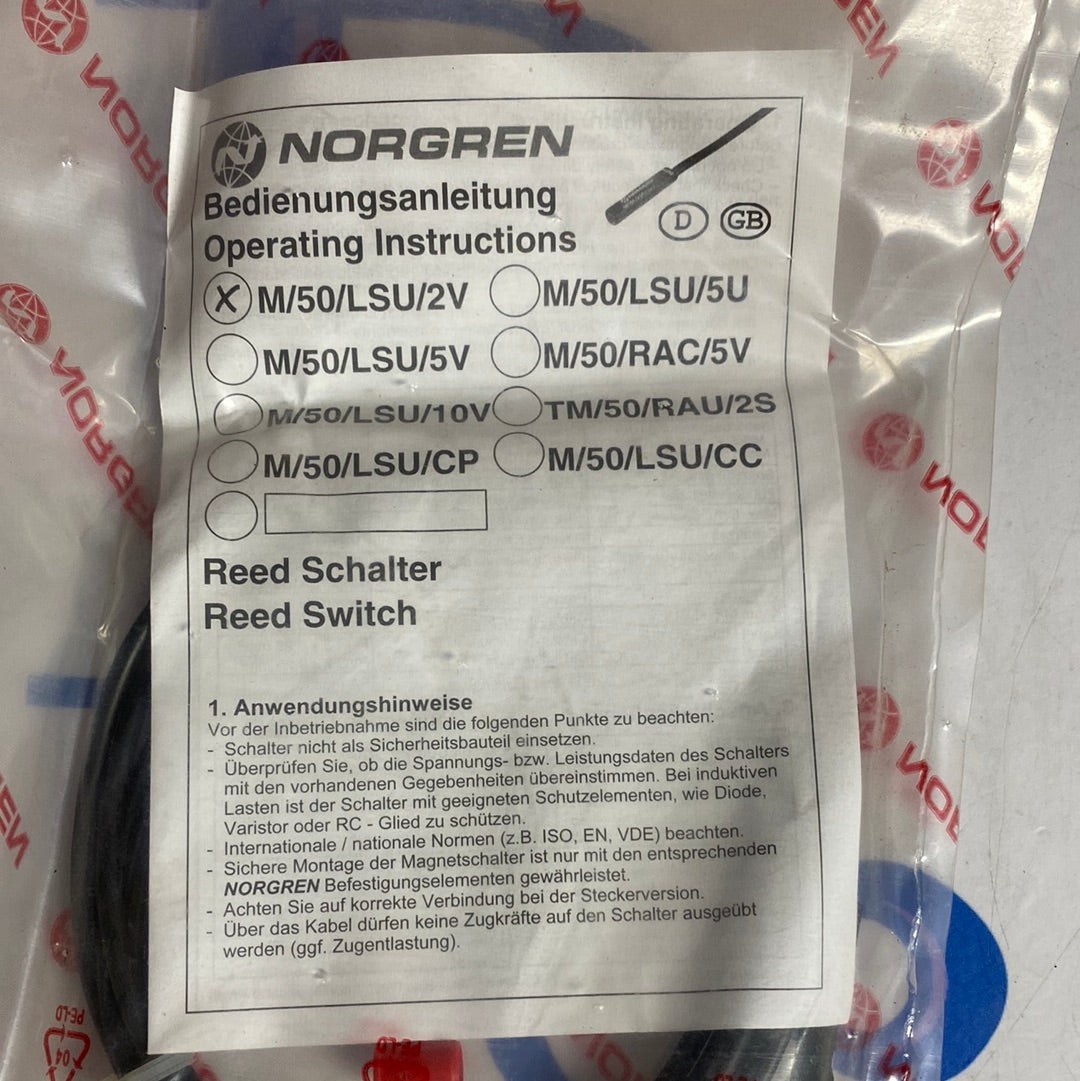 NORGREN
Bedienungsanleitung
Operating Instructions
D GB
X M/50/LSU/2V M/50/LSU/5U
M/50/LSU/5V M/50/RAC/5V
M/50/LSU/10V TM/50/RAU/2S
M/50/LSU/CP M/50/LSU/CC
Reed Schalter
Reed Switch
1. Anwendungshinweise
Vor der Inbetriebnahme sind die folgenden Punkte zu beachten:
- Schalter nicht als Sicherheitsbauteil einsetzen.
- Überprüfen Sie, ob die Spannungs- bzw. Leistungsdaten des Schalters
mit den vorhandenen Gegebenheiten übereinstimmen. Bei induktiven
Lasten ist der Schalter mit geeigneten Schutzelementen, wie Diode,
Varistor oder RC - Glied zu schützen.
- Internationale / nationale Normen (z.B. ISO, EN, VDE) beachten.
- Sichere Montage der Magnetschalter ist nur mit den entsprechenden
NORGREN Befestigungselementen gewährleistet.
- Achten Sie auf korrekte Verbindung bei der Steckerversion.
- Über das Kabel dürfen keine Zugkräfte auf den Schalter ausgeübt
werden (ggf. Zugentlastung).
PE-LD
04